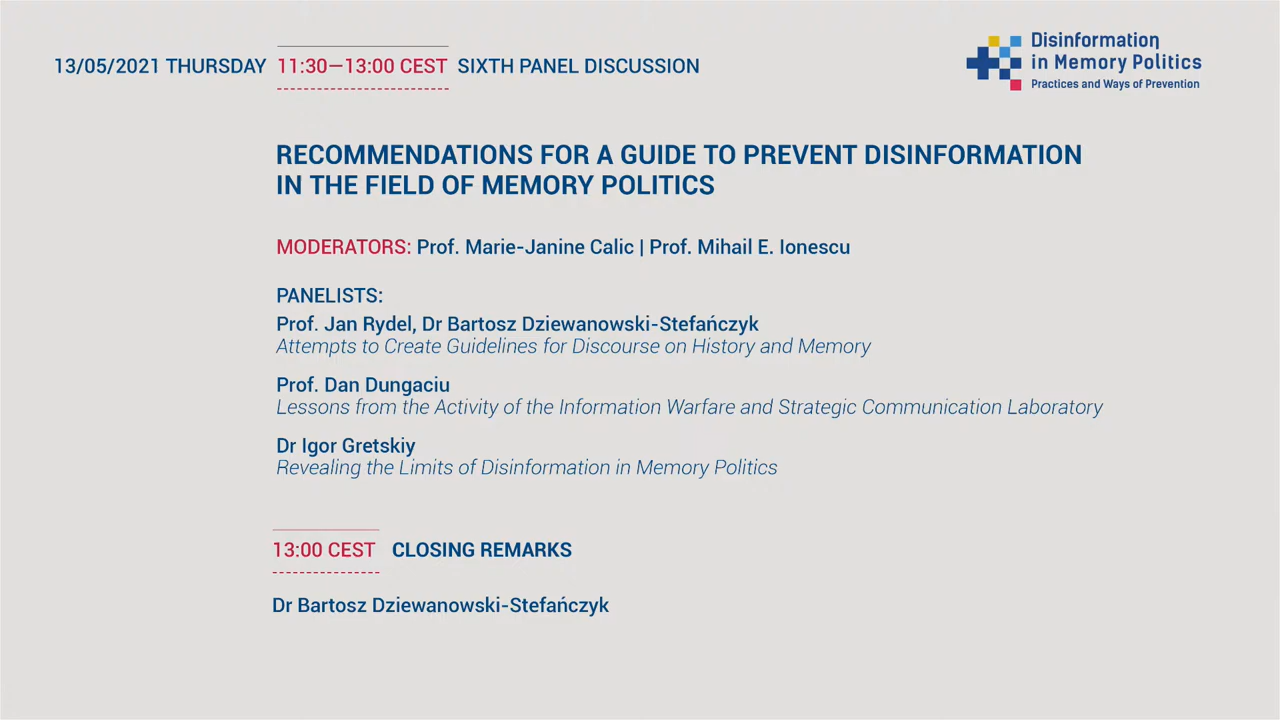 13/05/2021 THURSDAY 11:30—13:00 CEST SIXTH PANEL DISCUSSION
Disinformation
in Memory Politics
Practices and Ways of Prevention
RECOMMENDATIONS FOR A GUIDE TO PREVENT DISINFORMATION
IN THE FIELD OF MEMORY POLITICS
MODERATORS: Prof. Marie-Janine Calic | Prof. Mihail E. Ionescu
PANELISTS:
Prof. Jan Rydel, Dr Bartosz Dziewanowski-Stefańczyk
Attempts to Create Guidelines for Discourse on History and Memory
Prof. Dan Dungaciu
Lessons from the Activity of the Information Warfare and Strategic Communication Laboratory
Dr Igor Gretskiy
Revealing the Limits of Disinformation in Memory Politics
13:00 CEST CLOSING REMARKS
Dr Bartosz Dziewanowski-Stefańczyk